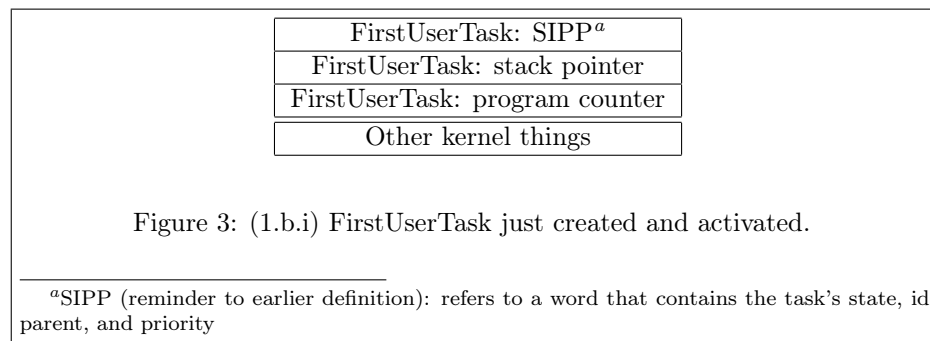 FirstUserTask: SIPPᵃ
FirstUserTask: stack pointer
FirstUserTask: program counter
Other kernel things
Figure 3: (1.b.i) FirstUserTask just created and activated.
ᵃSIPP (reminder to earlier definition): refers to a word that contains the task's state, id
parent, and priority